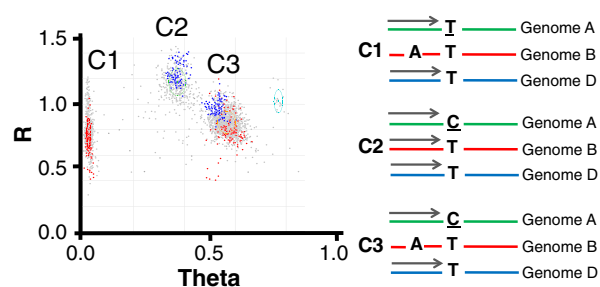 1.5
C1
C2
C3
1.0
R
0.5
0.0
0.0
0.5
1.0
Theta
T
Genome A
C1
A
T
Genome B
T
Genome D
C
Genome A
C2
T
Genome B
T
Genome D
C
Genome A
C3
A
T
Genome B
T
Genome D